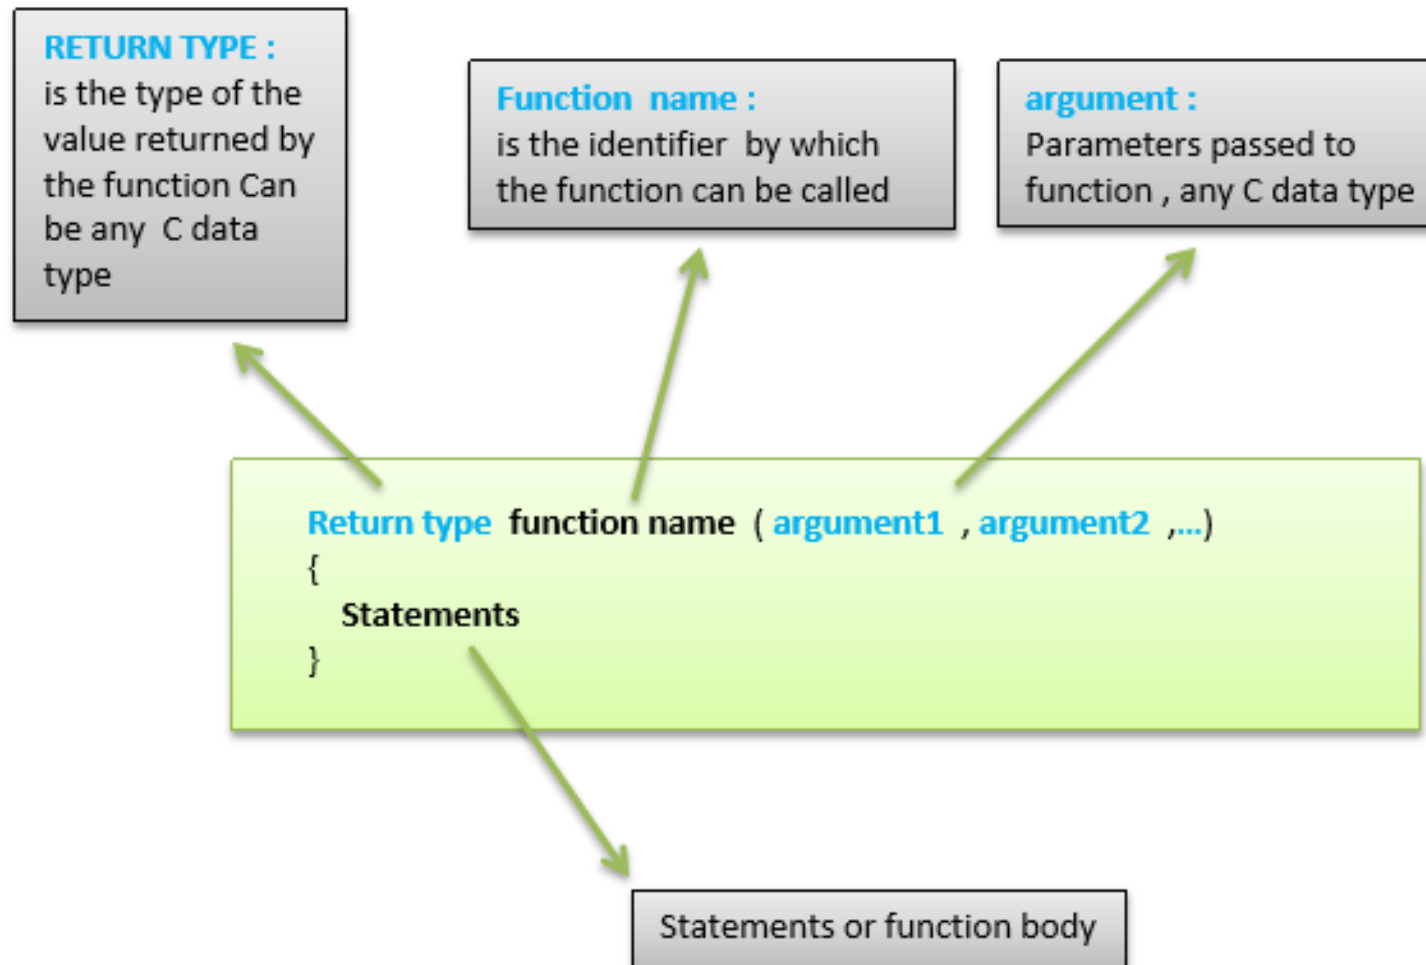 RETURN TYPE :
is the type of the
value returned by
the function Can
be any C data
type
Function name :
is the identifier by which
the function can be called
argument :
Parameters passed to
function , any C data type
Return type function name ( argument1 , argument2 ,...)
{
Statements
}
Statements or function body